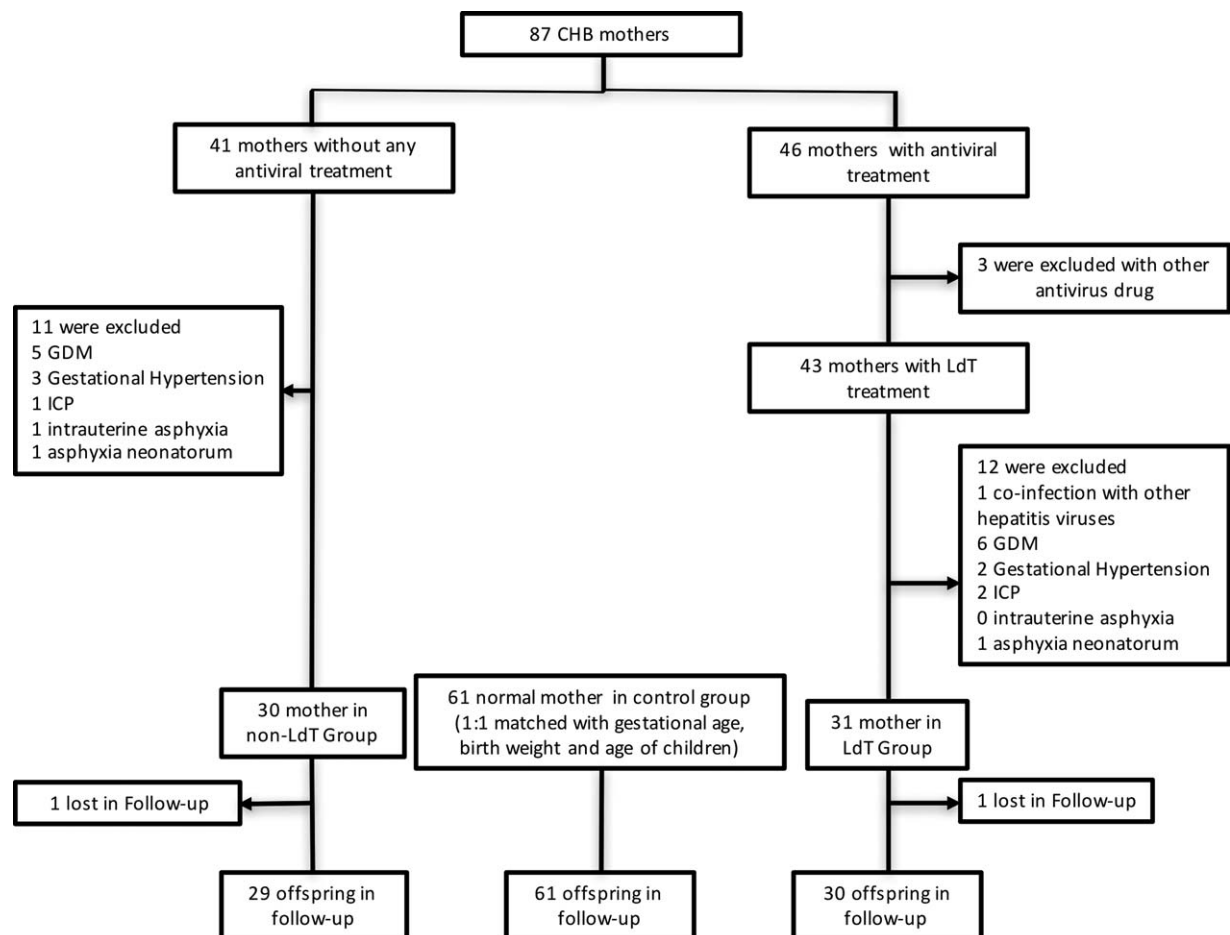 87 CHB mothers
41 mothers without any
antiviral treatment
46 mothers with antiviral
treatment
3 were excluded with other
antivirus drug
11 were excluded
5 GDM
3 Gestational Hypertension
1 ICP
1 intrauterine asphyxia
1 asphyxia neonatorum
43 mothers with LdT
treatment
12 were excluded
1 co-infection with other
hepatitis viruses
6 GDM
2 Gestational Hypertension
2 ICP
0 intrauterine asphyxia
1 asphyxia neonatorum
30 mother in
non-LdT Group
61 normal mother in control group
(1:1 matched with gestational age,
birth weight and age of children)
31 mother in
LdT Group
1 lost in Follow-up
1 lost in Follow-up
29 offspring in
follow-up
61 offspring in
follow-up
30 offspring in
follow-up